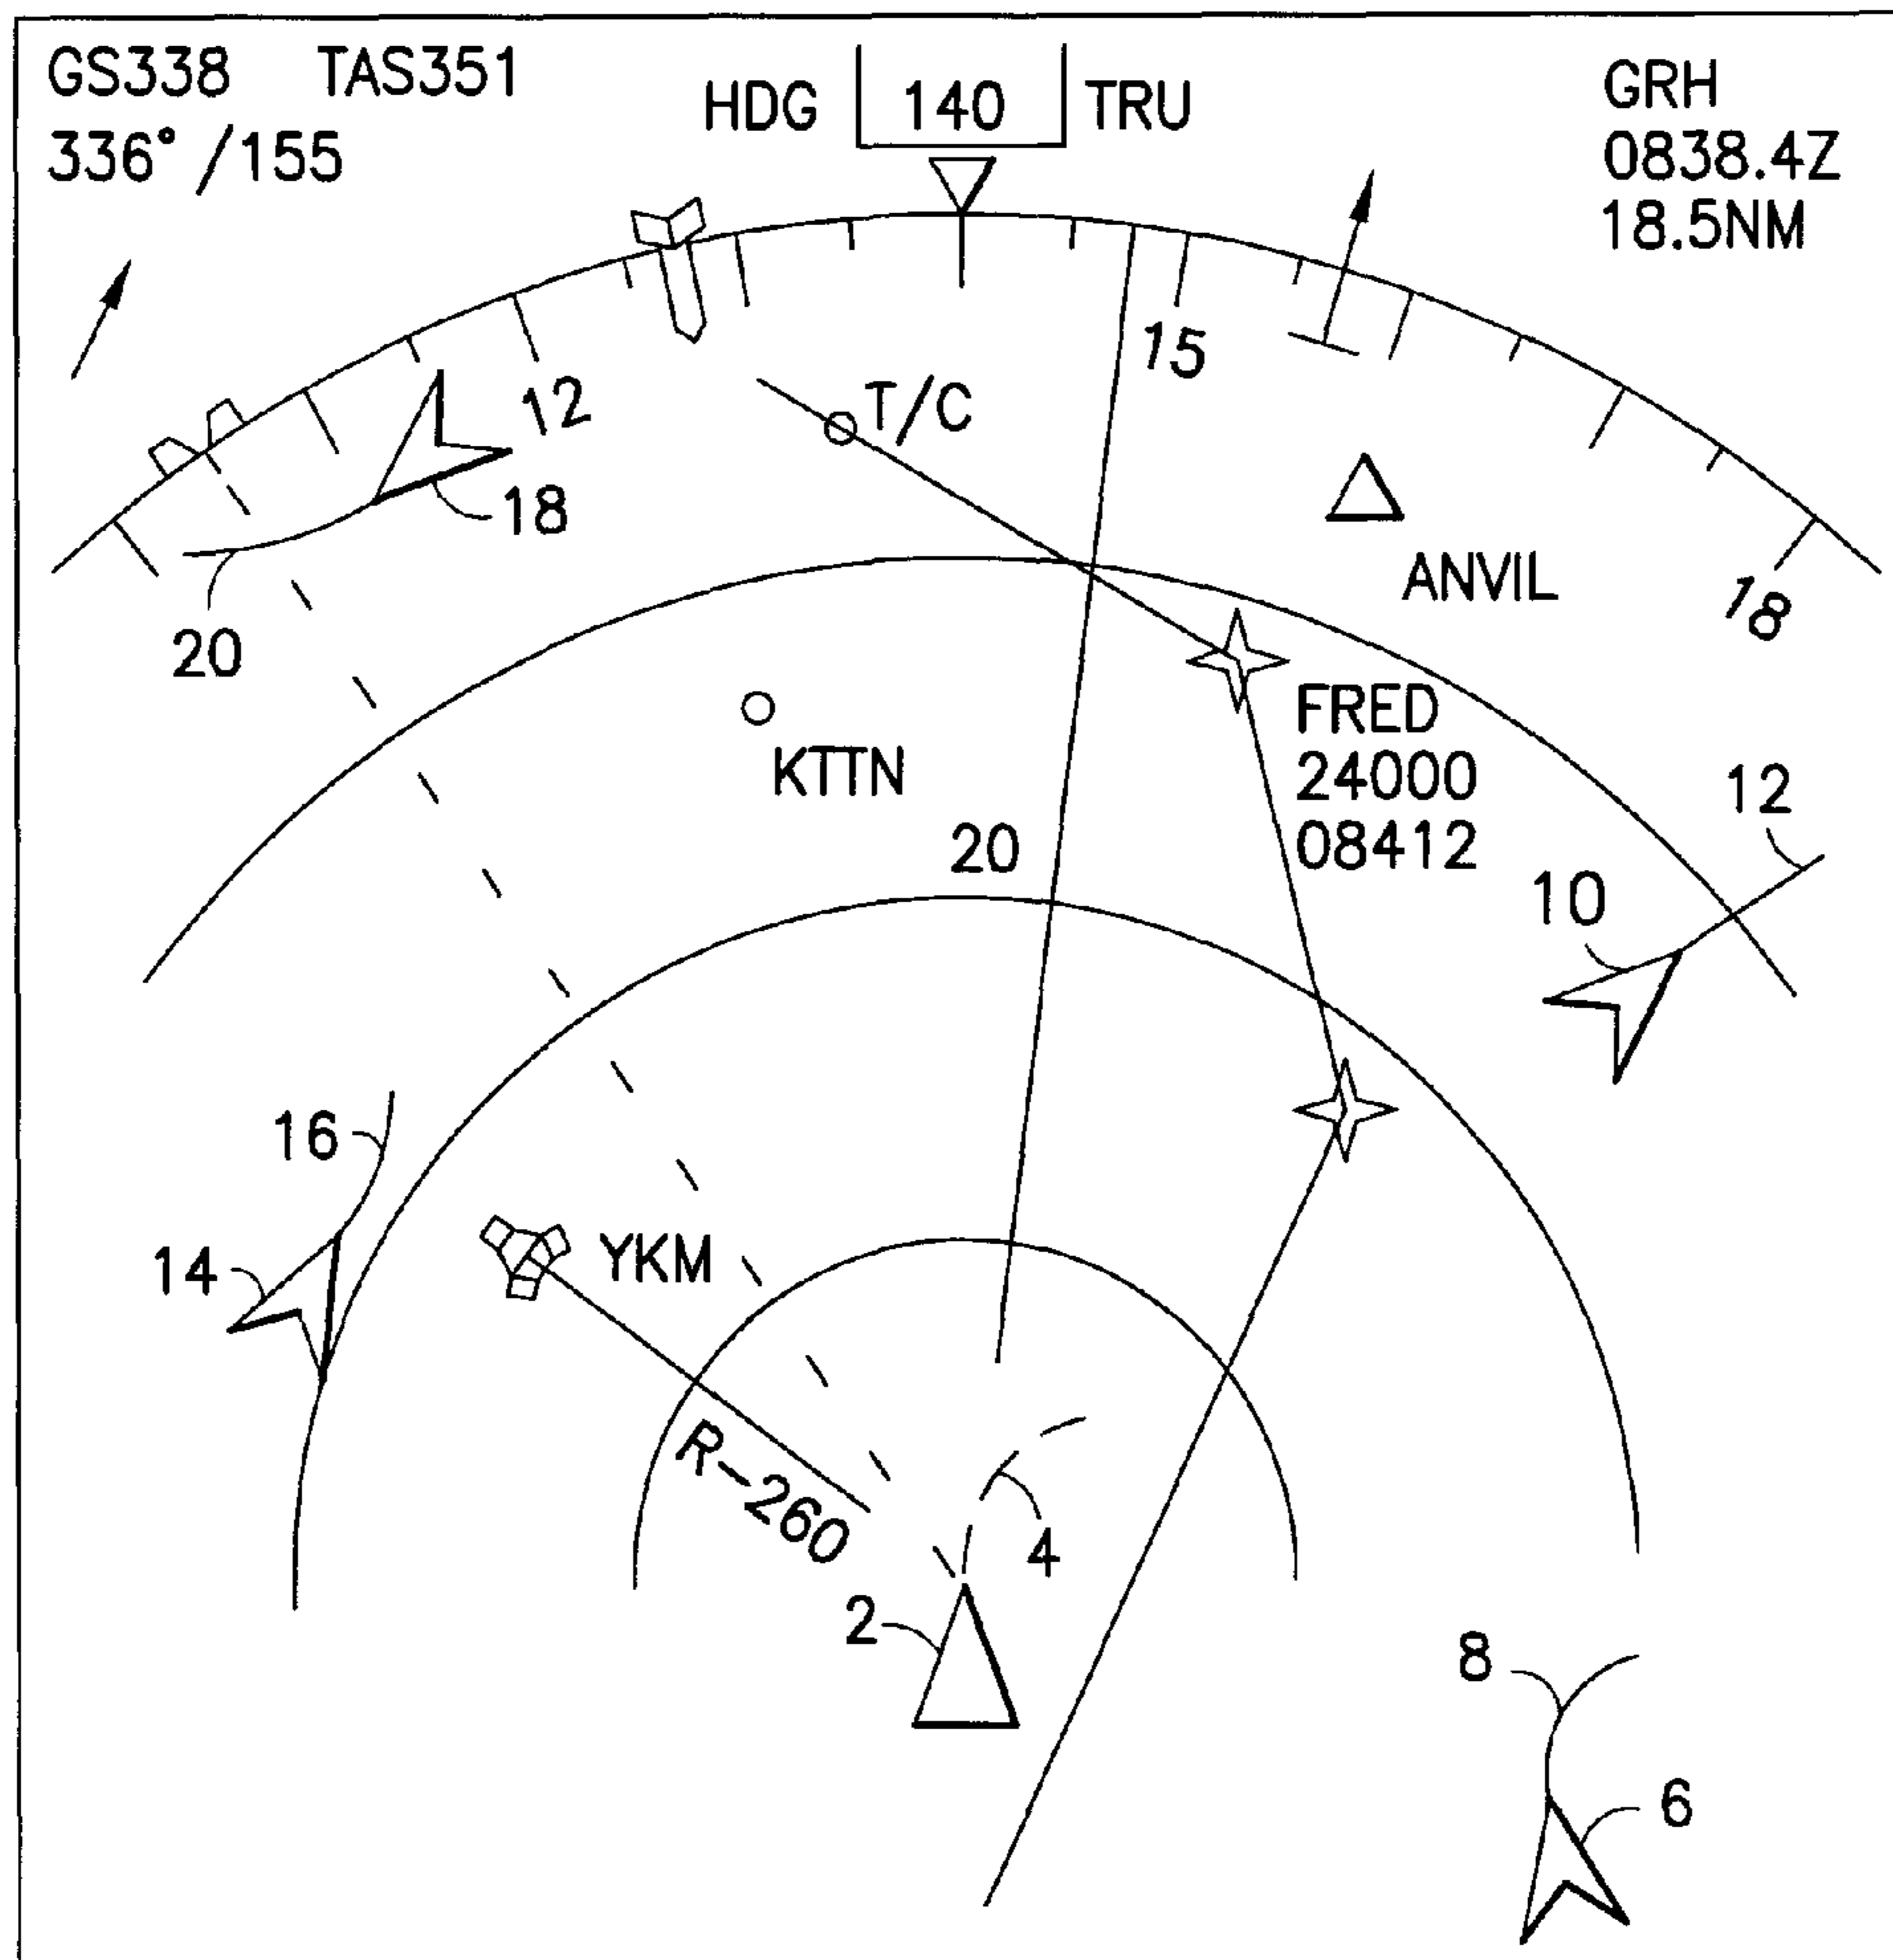 GS338 TAS351
336° /155
HDG 140 TRU
GRH
0838.4Z
18.5NM
15
T/C
12
18
ANVIL
18
20
FRED
24000
08412
KTTN
12
20
10
16
YKM
14
R-260
4
2
8
6